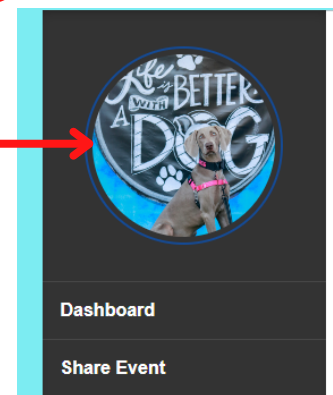 Life
is BETTER
A WITH
DOG
Dashboard
Share Event